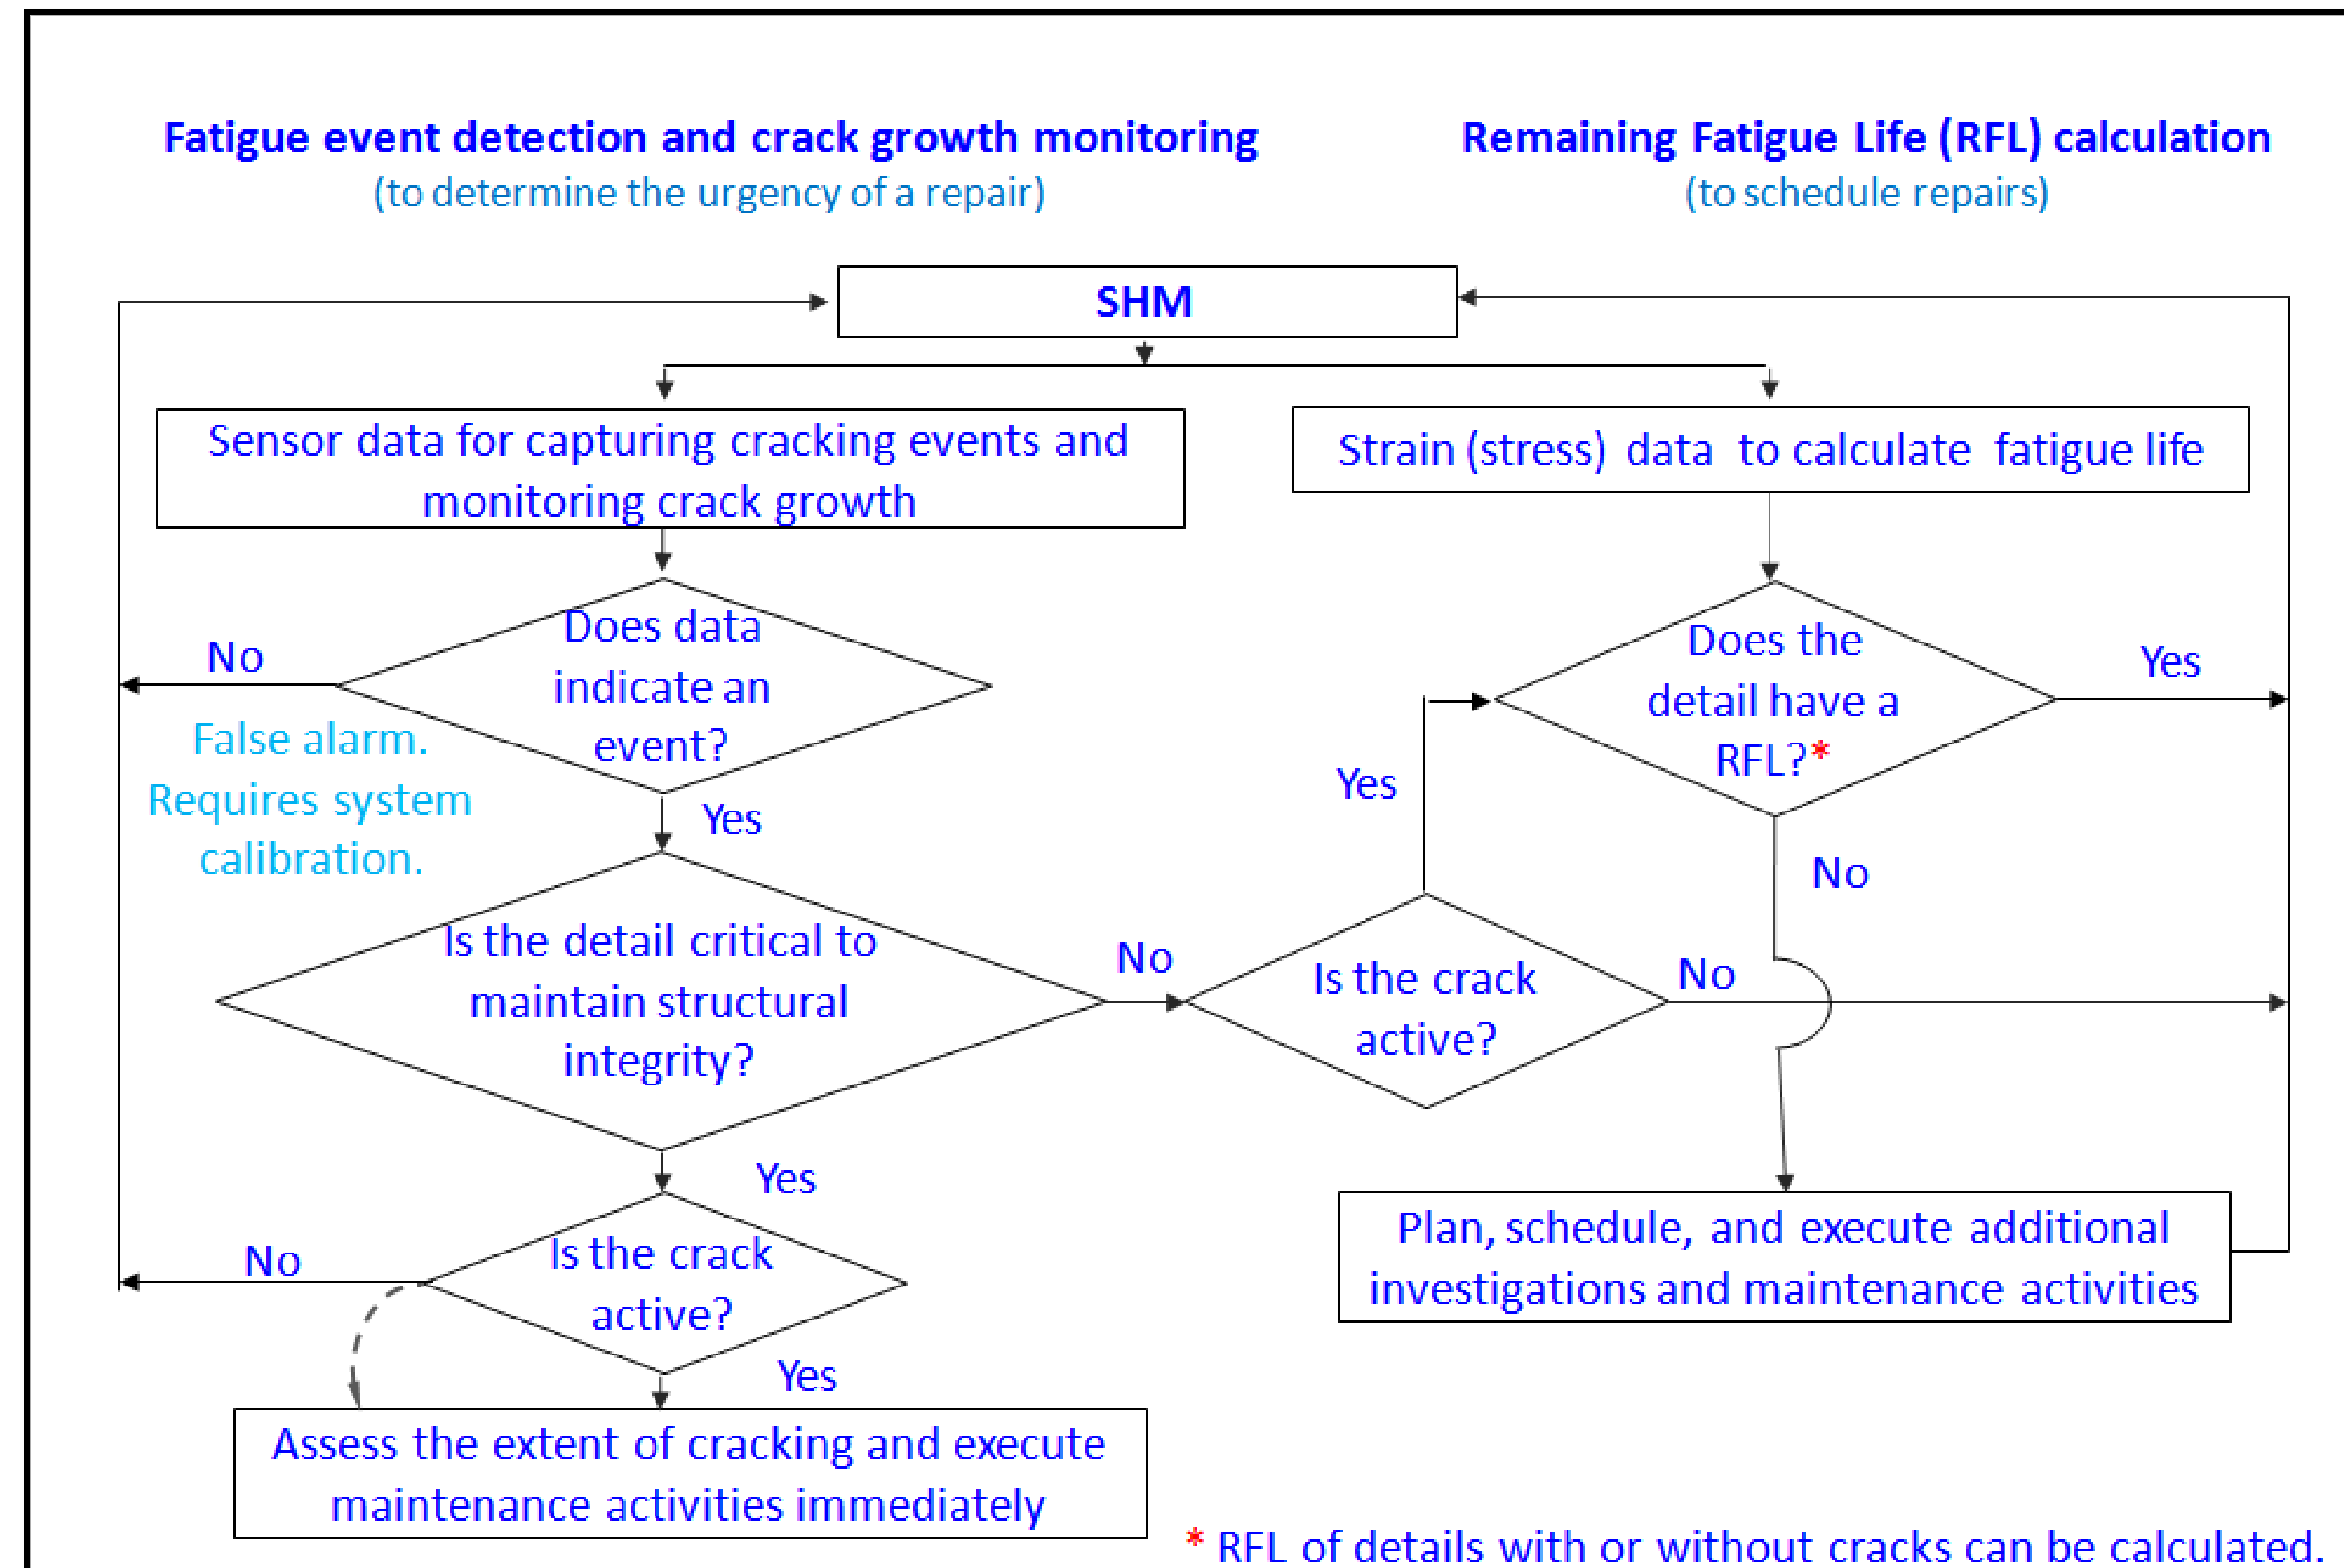 Fatigue event detection and crack growth monitoring
(to determine the urgency of a repair)
Remaining Fatigue Life (RFL) calculation
(to schedule repairs)
SHM
Sensor data for capturing cracking events and
monitoring crack growth
Strain (stress) data to calculate fatigue life
Does data
indicate an
event?
No
False alarm.
Requires system
calibration.
Yes
Does the
detail have a
RFL?*
Yes
Yes
No
Is the detail critical to
maintain structural
integrity?
No
Is the crack
active?
No
Yes
Is the crack
active?
No
Yes
Plan, schedule, and execute additional
investigations and maintenance activities
Assess the extent of cracking and execute
maintenance activities immediately
* RFL of details with or without cracks can be calculated.